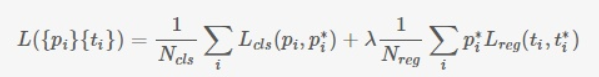 L({p_i}{t_i}) = \frac{1}{N_{cls}} \sum_i L_{cls}(p_i, p_i^*) + λ \frac{1}{N_{reg}} \sum_i p_i^* L_{reg}(t_i, t_i^*)